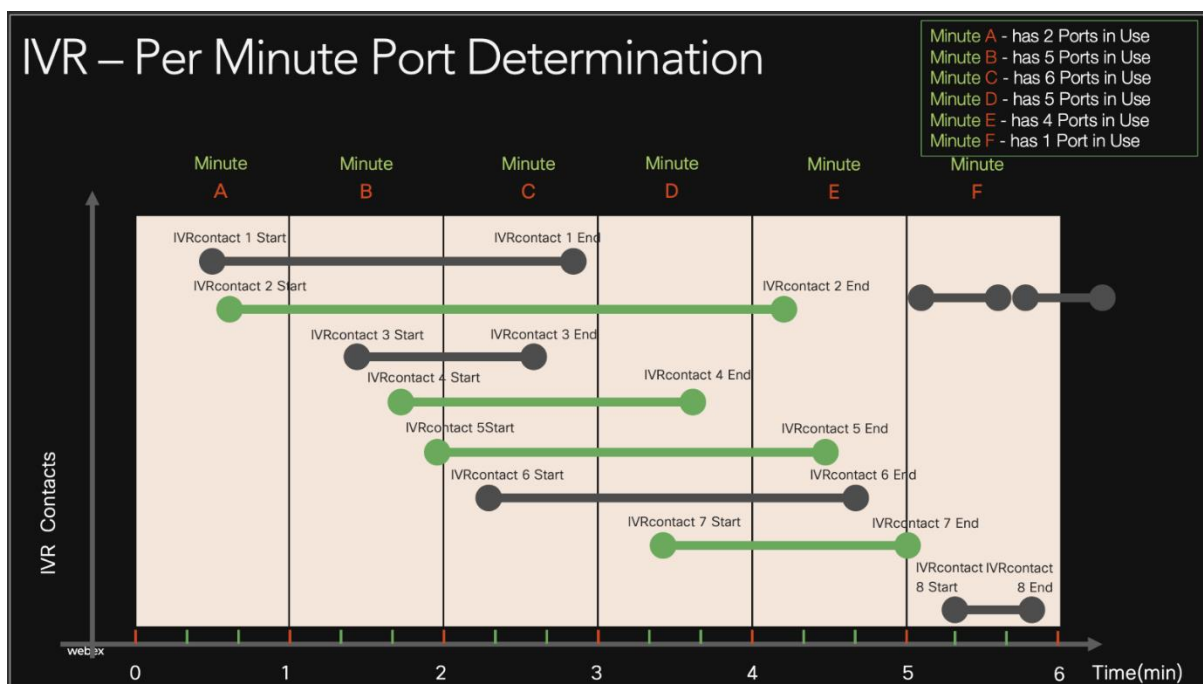 IVR – Per Minute Port Determination
Minute A - has 2 Ports in Use
Minute B - has 5 Ports in Use
Minute C - has 6 Ports in Use
Minute D - has 5 Ports in Use
Minute E - has 4 Ports in Use
Minute F - has 1 Port in Use
Minute Minute Minute Minute Minute Minute
A B C D E F
IVRcontact 1 Start IVRcontact 1 End
IVRcontact 2 Start IVRcontact 2 End
IVRcontact 3 Start IVRcontact 3 End
IVRcontact 4 Start IVRcontact 4 End
IVRcontact 5Start IVRcontact 5 End
IVRcontact 6 Start IVRcontact 6 End
IVRcontact 7 Start IVRcontact 7 End
IVRcontact IVRcontact
8 Start 8 End
IVR Contacts
webex
0 1 2 3 4 5 6 Time(min)